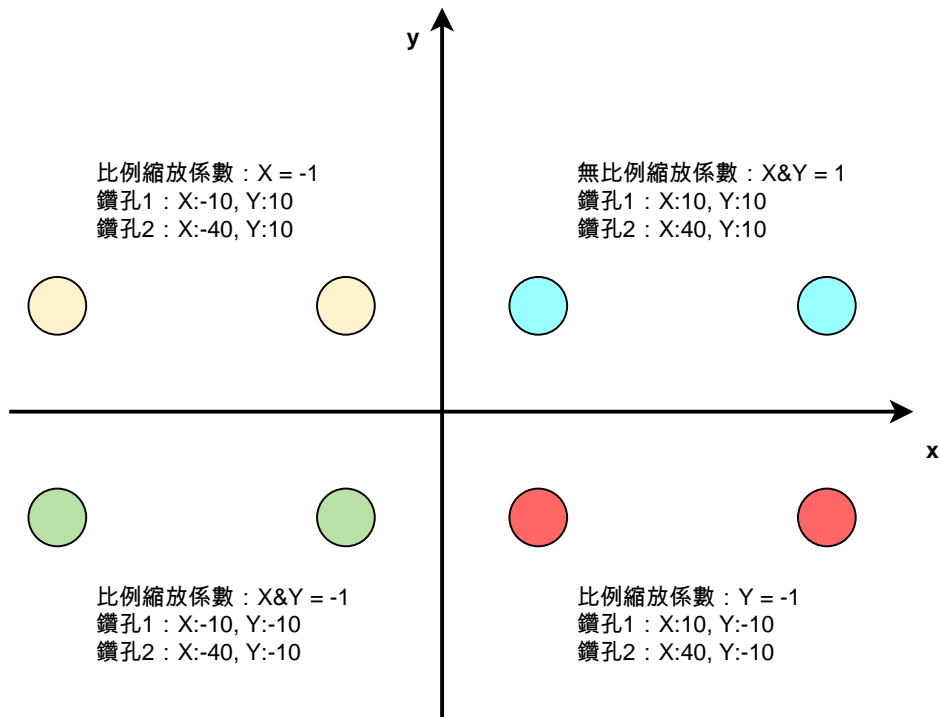 y
比例縮放係數：X = -1
鑽孔1：X:-10, Y:10
鑽孔2：X:-40, Y:10
無比例縮放係數：X&Y = 1
鑽孔1：X:10, Y:10
鑽孔2：X:40, Y:10
x
比例縮放係數：X&Y = -1
鑽孔1：X:-10, Y:-10
鑽孔2：X:-40, Y:-10
比例縮放係數：Y = -1
鑽孔1：X:10, Y:-10
鑽孔2：X:40, Y:-10